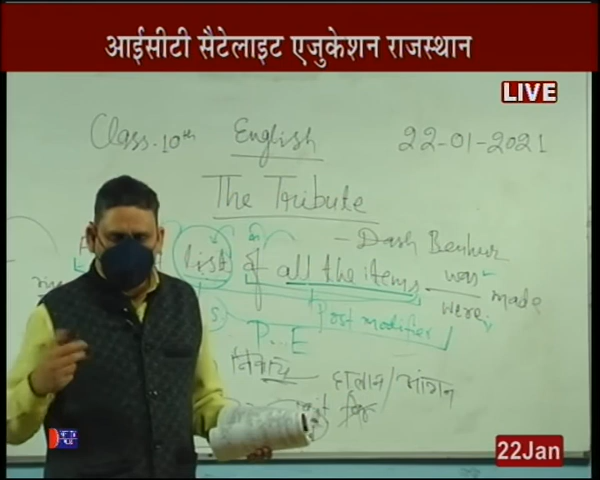 आईसीटी सैटेलाइट एजुकेशन राजस्थान
LIVE
Class-10th English 22-01-2021
The Tribute
- Dash Benhur
list of all the items was made
were
S Post modifier
P...E
दालान/आंगन
22Jan